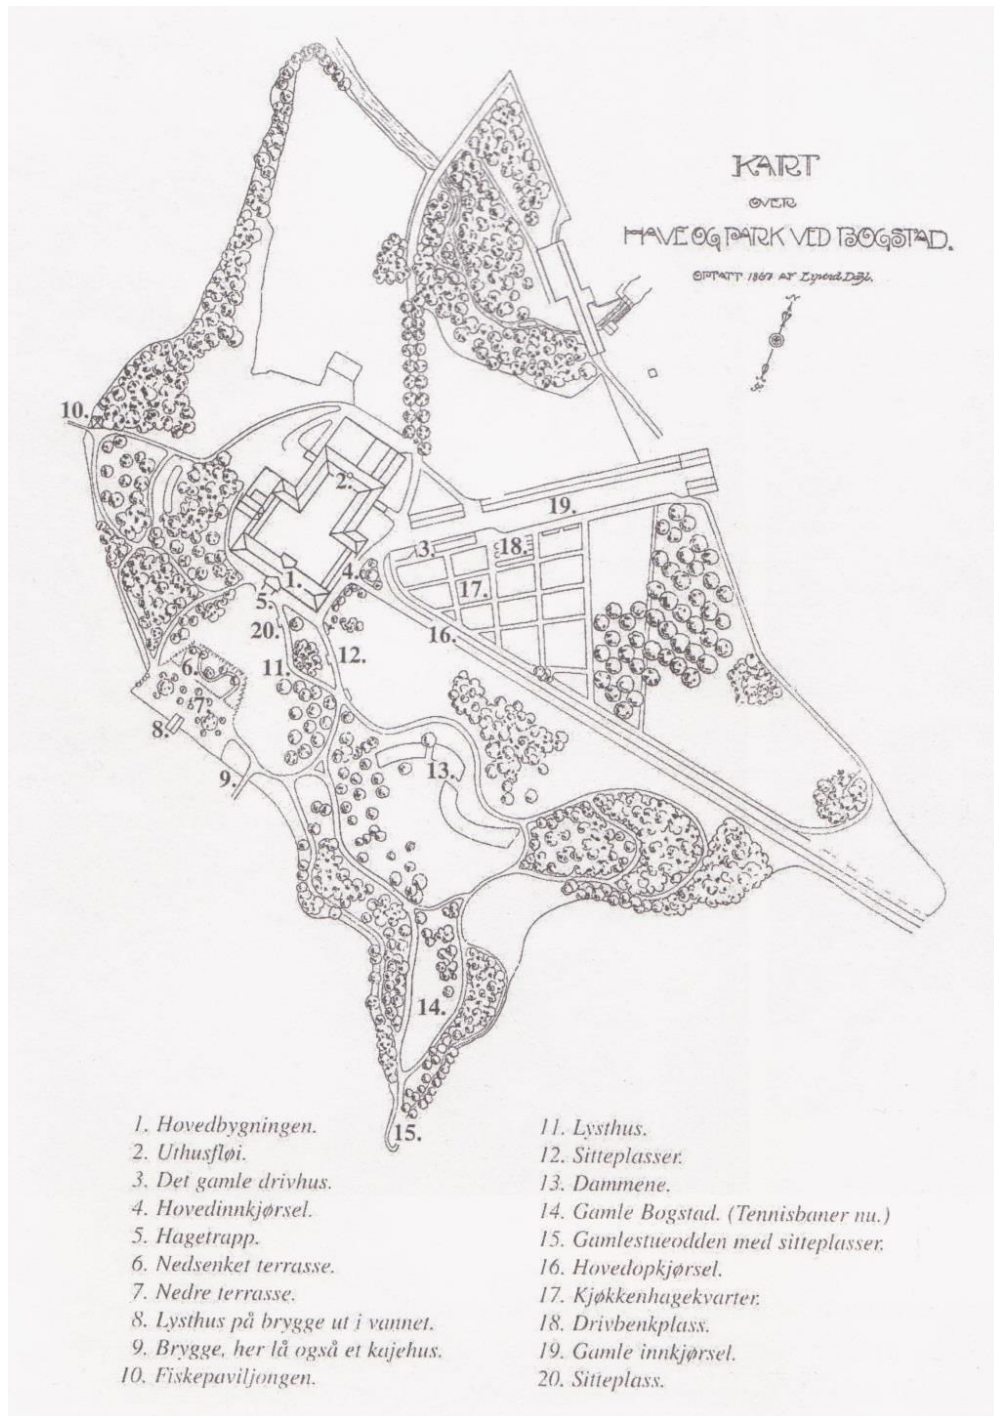 KART
OVER
HAVE OG PARK VED BOGSTAD.
OPTATT 1867 AF
10.
2.
19.
3.
18.
1.
4.
5.
17.
20.
16.
12.
11.
6.
7.
8.
9.
13.
14.
15.
1. Hovedbygningen.
2. Uthusfløi.
3. Det gamle drivhus.
4. Hovedinnkjørsel.
5. Hagetrapp.
6. Nedsenket terrasse.
7. Nedre terrasse.
8. Lysthus på brygge ut i vannet.
9. Brygge, her lå også et kajehus.
10. Fiskepaviljongen.
11. Lysthus.
12. Sitteplasser.
13. Dammene.
14. Gamle Bogstad. (Tennisbaner nu.)
15. Gamlestueodden med sitteplasser.
16. Hovedopkjørsel.
17. Kjøkkenhagekvarter.
18. Drivbenkplass.
19. Gamle innkjørsel.
20. Sitteplass.